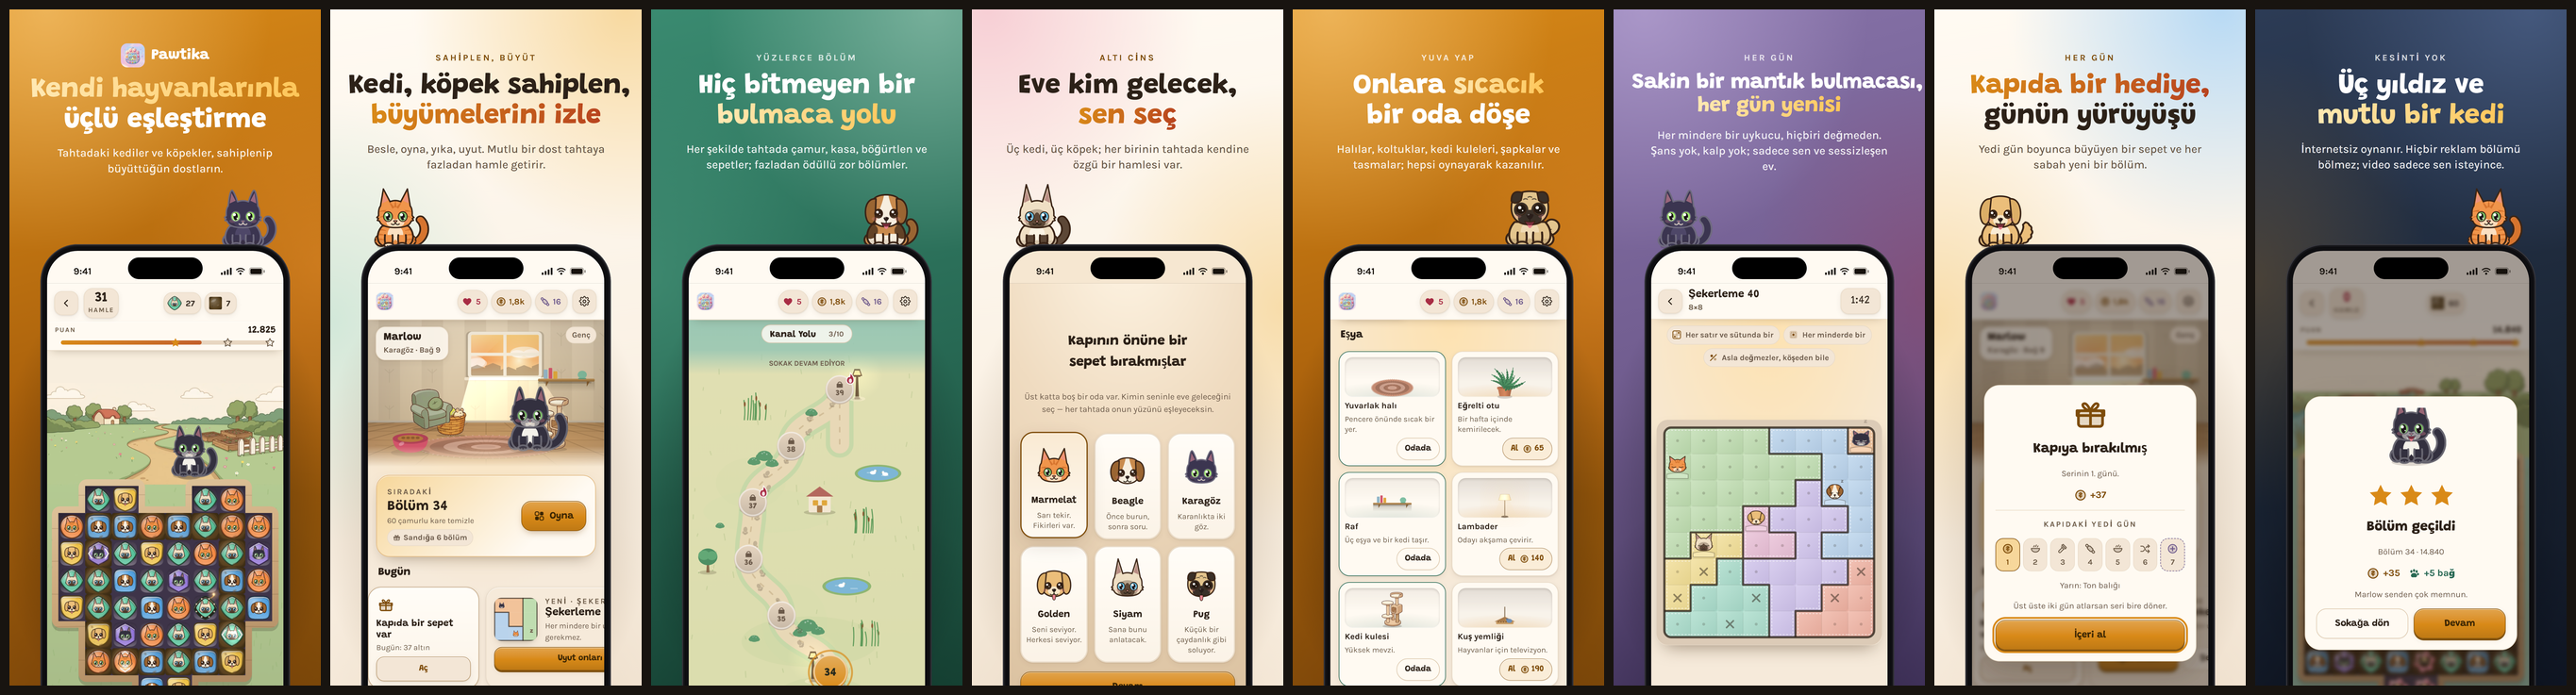 Pawtika
Kendi hayvanlarınla
üçlü eşleştirme
Tahtadaki kediler ve köpekler, sahiplenip
büyüttüğün dostların.
9:41
31
HAMLE
27
7
PUAN
12.825
SAHİPLEN, BÜYÜT
Kedi, köpek sahiplen,
büyümelerini izle
Besle, oyna, yıka, uyut. Mutlu bir dost tahtaya
fazladan hamle getirir.
9:41
5
1,8k
16
Marlow
Karagöz · Bağ 9
Genç
SIRADAKİ
Bölüm 34
60 çamurlu kare temizle
Sandığa 6 bölüm
Oyna
Bugün
Kapıda bir sepet
var
Bugün: 37 altın
Aç
YENİ · ŞEKER
Şekerleme
Her mindere bir
gerekmez.
Uyut onları
YÜZLERCE BÖLÜM
Hiç bitmeyen bir
bulmaca yolu
Her şekilde tahtada çamur, kasa, böğürtlen ve
sepetler; fazladan ödüllü zor bölümler.
9:41
5
1,8k
16
Kanal Yolu 3/10
SOKAK DEVAM EDİYOR
39
38
37
36
35
34
ALTI CİNS
Eve kim gelecek,
sen seç
Üç kedi, üç köpek; her birinin tahtada kendine
özgü bir hamlesi var.
9:41
Kapının önüne bir
sepet bırakmışlar
Üst katta boş bir oda var. Kimin seninle eve geleceğini
seç — her tahtada onun yüzünü eşleyeceksin.
Marmelat
Sarı tekir.
Fikirleri var.
Beagle
Önce burun,
sonra soru.
Karagöz
Karanlıkta iki
göz.
Golden
Seni seviyor.
Herkesi seviyor.
Siyam
Sana bunu
anlatacak.
Pug
Küçük bir
çaydanlık gibi
soluyor.
Devam
YUVA YAP
Onlara sıcacık
bir oda döşe
Halılar, koltuklar, kedi kuleleri, şapkalar ve
tasmalar; hepsi oynayarak kazanılır.
9:41
5
1,8k
16
Eşya
Yuvarlak halı
Pencere önünde sıcak bir
yer.
Odada
Eğrelti otu
Bir hafta içinde
kemirilecek.
Al 65
Raf
Üç eşya ve bir kedi taşır.
Odada
Lambader
Odayı akşama çevirir.
Al 140
Kedi kulesi
Yüksek mevzi.
Odada
Kuş yemliği
Hayvanlar için televizyon.
Al 190
HER GÜN
Sakin bir mantık bulmacası,
her gün yenisi
Her mindere bir uykucu, hiçbiri değmeden.
Şans yok, kalp yok; sadece sen ve sessizleşen
ev.
9:41
Şekerleme 40
8×8
1:42
Her satır ve sütunda bir
Her minderde bir
Asla değmezler, köşeden bile
HER GÜN
Kapıda bir hediye,
günün yürüyüşü
Yedi gün boyunca büyüyen bir sepet ve her
sabah yeni bir bölüm.
9:41
Kapıya bırakılmış
Serinin 1. günü.
+37
KAPIDAKİ YEDİ GÜN
1
2
3
4
5
6
7
Yarın: Ton balığı
Üst üste iki gün atlarsan seri bire döner.
İçeri al
KESİNTİ YOK
Üç yıldız ve
mutlu bir kedi
İnternetsiz oynanır. Hiçbir reklam bölümü
bölmez; video sadece sen isteyince.
9:41
Bölüm geçildi
Bölüm 34 · 14.840
+35
+5 bağ
Marlow senden çok memnun.
Sokağa dön
Devam